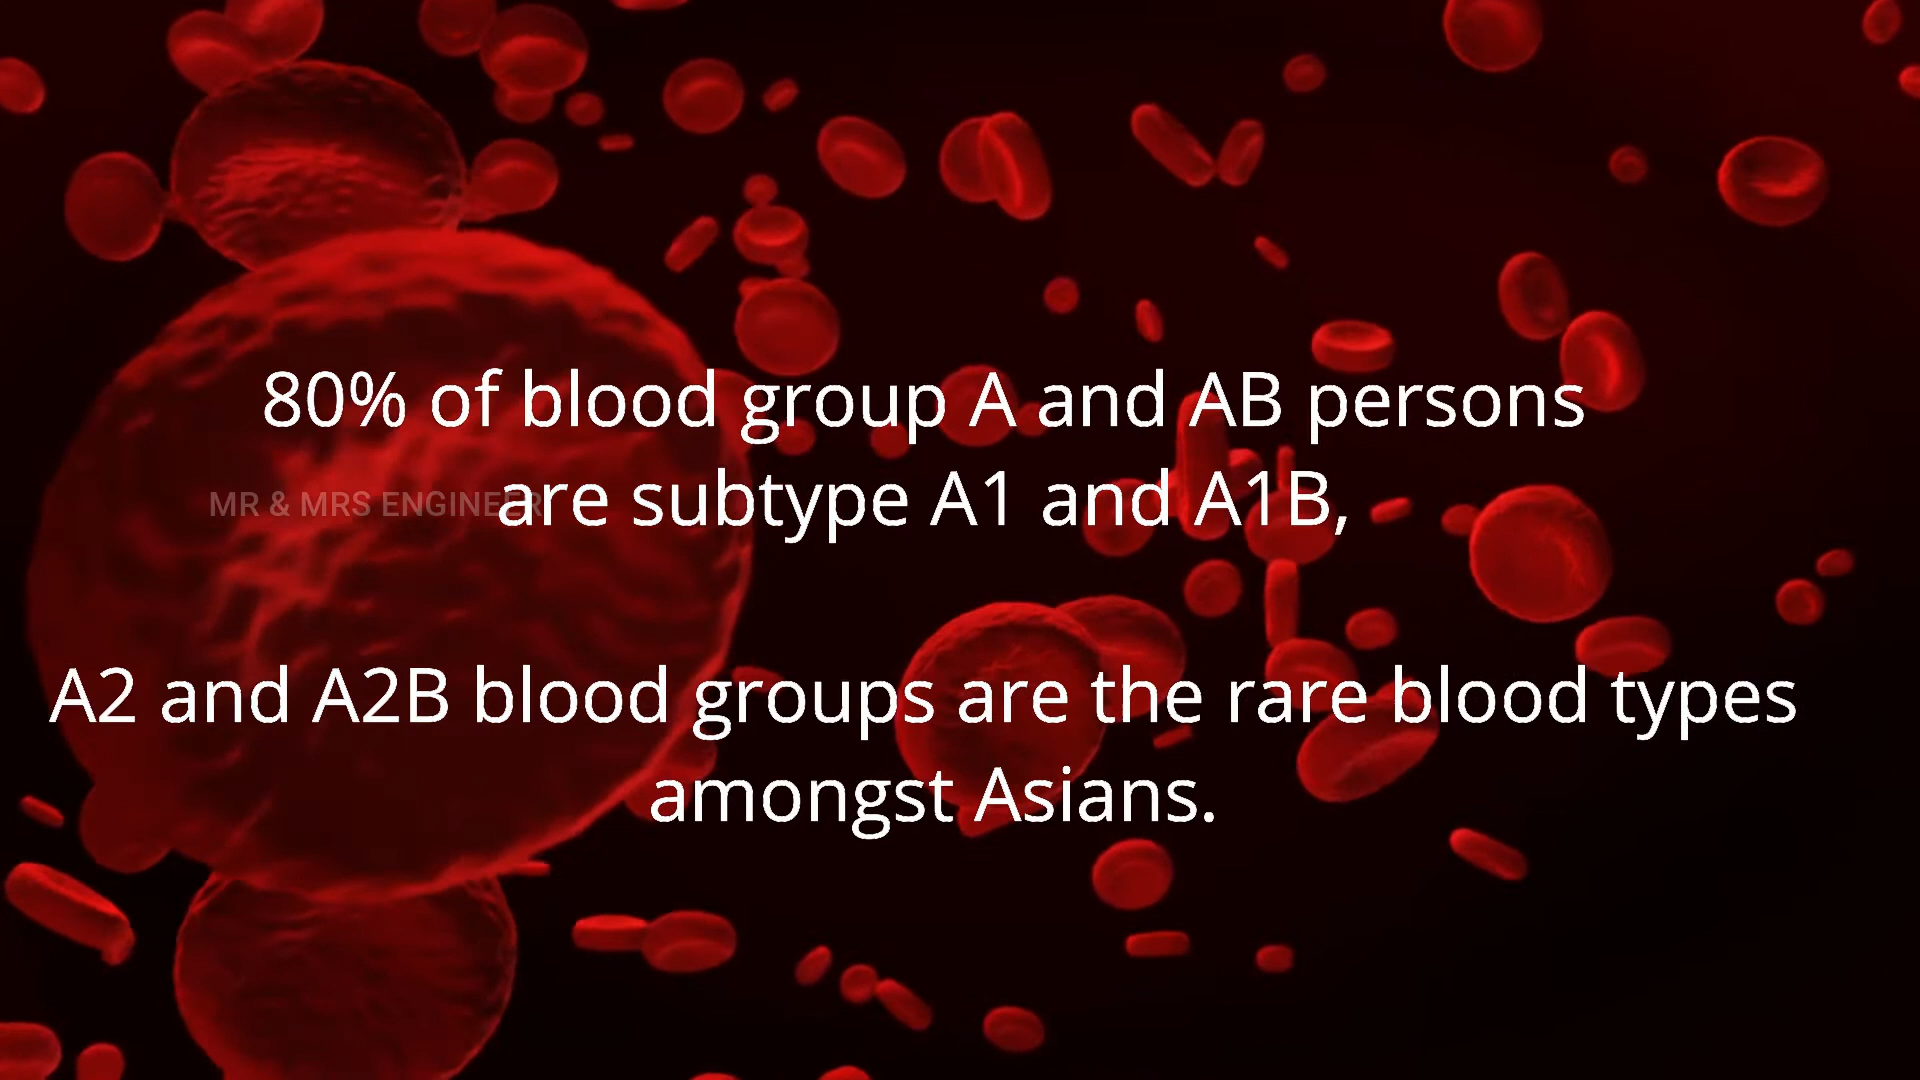 80% of blood group A and AB persons
are subtype A1 and A1B,
MR & MRS ENGINEER
A2 and A2B blood groups are the rare blood types
amongst Asians.